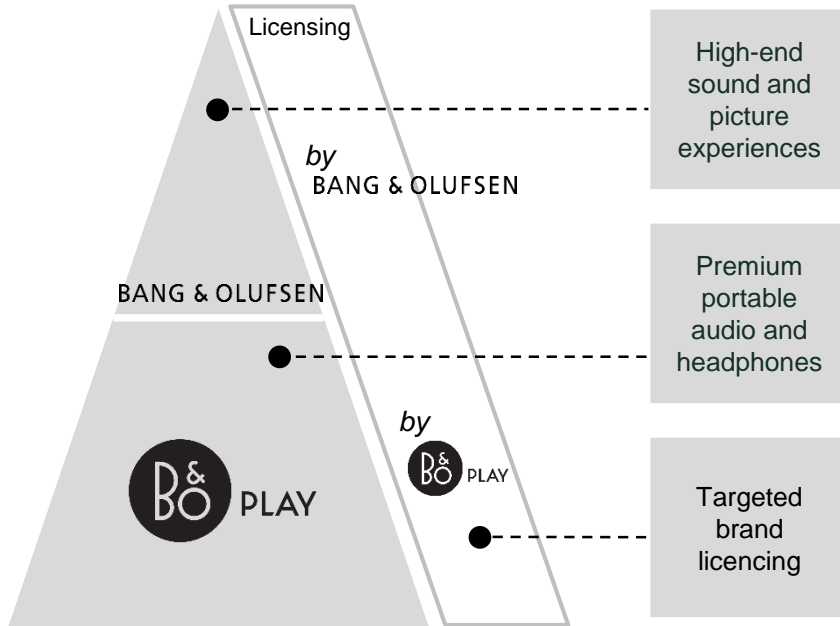 Licensing
High-end
sound and
picture
experiences
by
BANG & OLUFSEN
BANG & OLUFSEN
Premium
portable
audio and
headphones
by
B&O PLAY
B&O PLAY
Targeted
brand
licencing